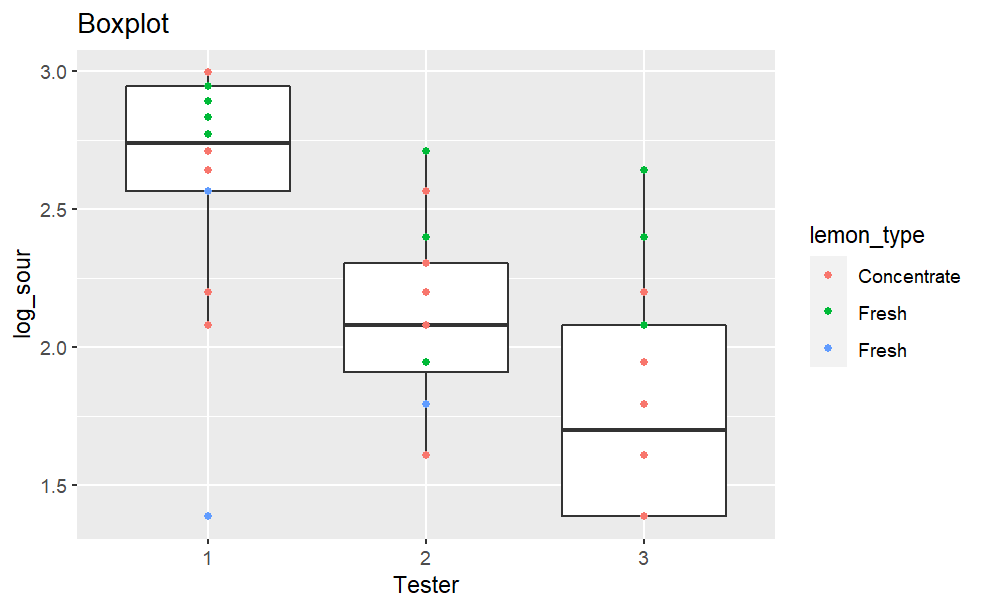 Boxplot
3.0
2.5
2.0
1.5
log_sour
1
2
3
Tester
lemon_type
Concentrate
Fresh
Fresh